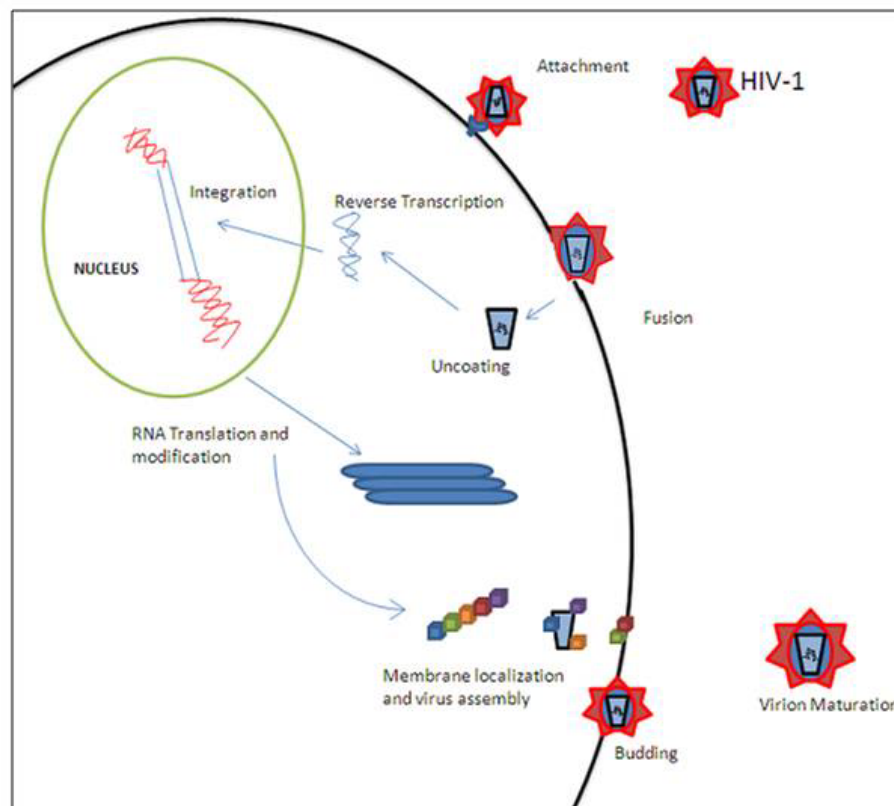 Attachment
HIV-1
Integration
Reverse Transcription
NUCLEUS
Fusion
Uncoating
RNA Translation and
modification
Membrane localization
and virus assembly
Virion Maturation
Budding